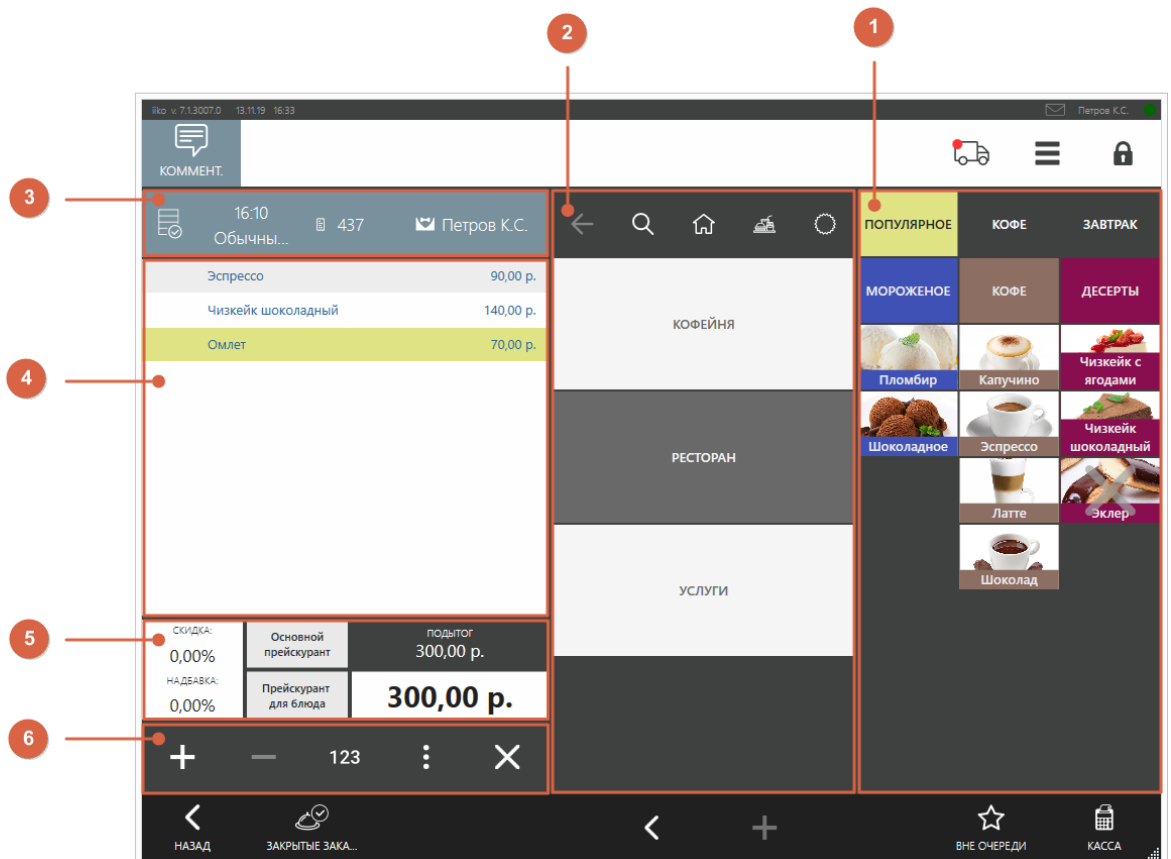 2
1
iiko v. 7.1.3007.0 13.11.19 16:33
Петров К.С.
КОММЕНТ.
3
16:10
Обычны...
437
Петров К.С.
ПОПУЛЯРНОЕ
КОФЕ
ЗАВТРАК
4
Эспрессо 90,00 р.
Чизкейк шоколадный 140,00 р.
Омлет 70,00 р.
КОФЕЙНЯ
РЕСТОРАН
УСЛУГИ
МОРОЖЕНОЕ
КОФЕ
ДЕСЕРТЫ
Пломбир
Капучино
Чизкейк с
ягодами
Шоколадное
Эспрессо
Чизкейк
шоколадный
Латте
Эклер
Шоколад
5
СКИДКА:
0,00%
НАДБАВКА:
0,00%
Основной
прейскурант
Прейскурант
для блюда
ПОДЫТОГ
300,00 р.
300,00 р.
6
123
НАЗАД
ЗАКРЫТЫЕ ЗАКА...
ВНЕ ОЧЕРЕДИ
КАССА